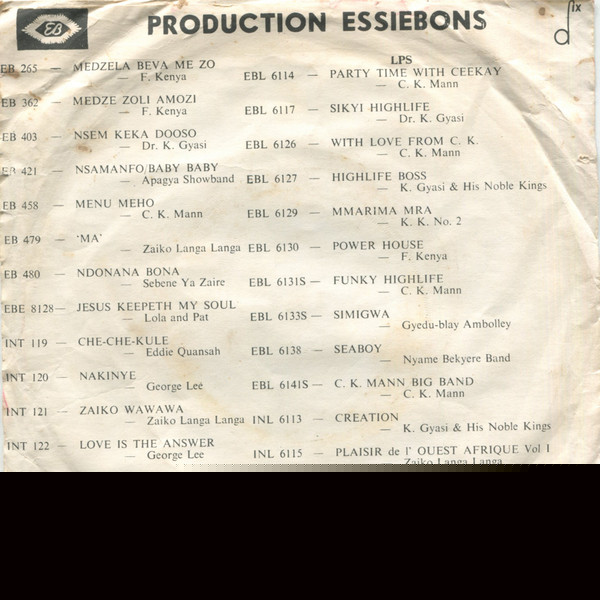 EB
PRODUCTION ESSIEBONS
dix
EB 265 — MEDZELA BEVA ME ZO
— F. Kenya
EB 362 — MEDZE ZOLI AMOZI
— F. Kenya
EB 403 — NSEM KEKA DOOSO
— Dr. K. Gyasi
EB 421 — NSAMANFO/BABY BABY
— Apagya Showband
EB 458 — MENU MEHO
— C. K. Mann
EB 479 — 'MA'
— Zaiko Langa Langa
EB 480 — NDONANA BONA
— Sebene Ya Zaire
EBE 8128— JESUS KEEPETH MY SOUL
— Lola and Pat
INT 119 — CHE-CHE-KULE
— Eddie Quansah
INT 120 — NAKINYE
— George Lee
INT 121 — ZAIKO WAWAWA
— Zaiko Langa Langa
INT 122 — LOVE IS THE ANSWER
— George Lee
LPS
EBL 6114 — PARTY TIME WITH CEEKAY
— C. K. Mann
EBL 6117 — SIKYI HIGHLIFE
— Dr. K. Gyasi
EBL 6126 — WITH LOVE FROM C. K.
— C. K. Mann
EBL 6127 — HIGHLIFE BOSS
— K. Gyasi & His Noble Kings
EBL 6129 — MMARIMA MRA
— K. K. No. 2
EBL 6130 — POWER HOUSE
— F. Kenya
EBL 6131S — FUNKY HIGHLIFE
— C. K. Mann
EBL 6133S — SIMIGWA
— Gyedu-blay Ambolley
EBL 6138 — SEABOY
— Nyame Bekyere Band
EBL 6141S — C. K. MANN BIG BAND
— C. K. Mann
INL 6113 — CREATION
— K. Gyasi & His Noble Kings
INL 6115 — PLAISIR de l' OUEST AFRIQUE Vol I
Zaiko Langa Langa